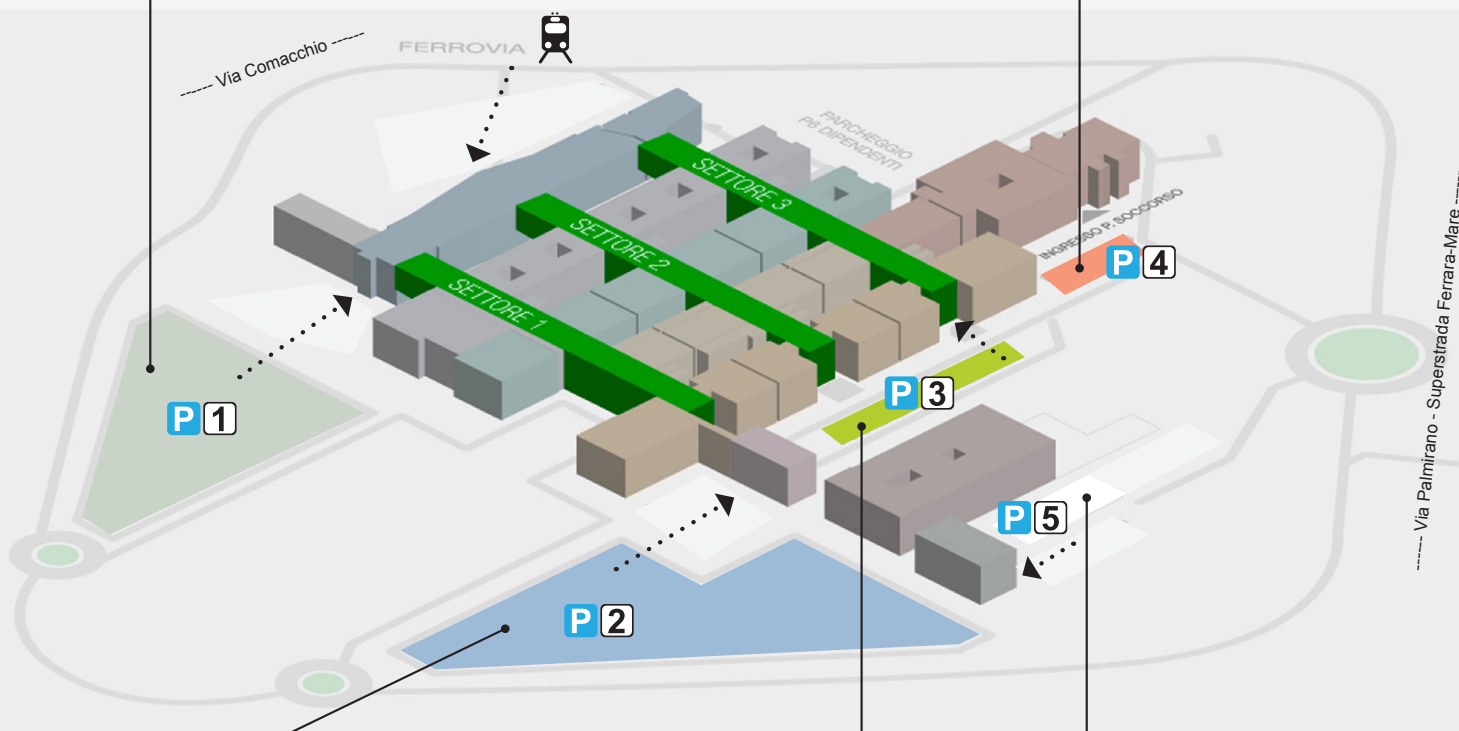 FERROVIA
------ Via Comacchio -----
PARCHEGGIO
P6 DIPENDENTI
SETTORE 3
SETTORE 2
SETTORE 1
INGRESSO P. SOCCORSO
P 4
P 3
P 1
P 5
P 2
------ Via Palmirano - Superstrada Ferrara-Mare -----